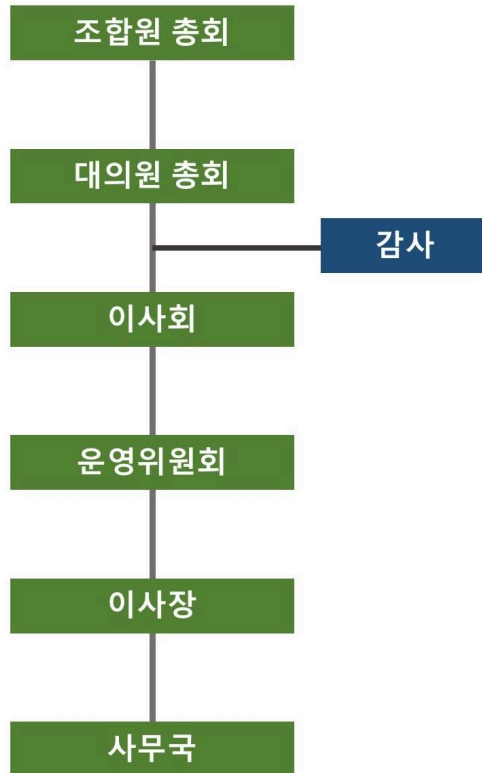 조합원 총회
대의원 총회
감사
이사회
운영위원회
이사장
사무국